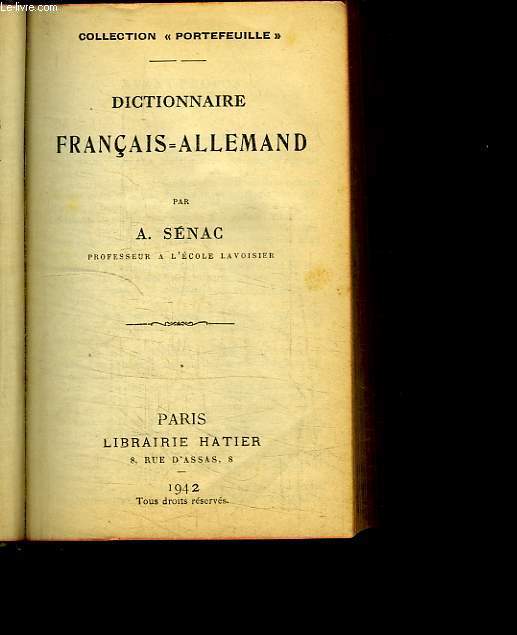 Le-livre.com
COLLECTION « PORTEFEUILLE »
DICTIONNAIRE
FRANÇAIS=ALLEMAND
PAR
A. SÉNAC
PROFESSEUR A L'ÉCOLE LAVOISIER
PARIS
LIBRAIRIE HATIER
8, RUE D'ASSAS, 8
1942
Tous droits réservés.